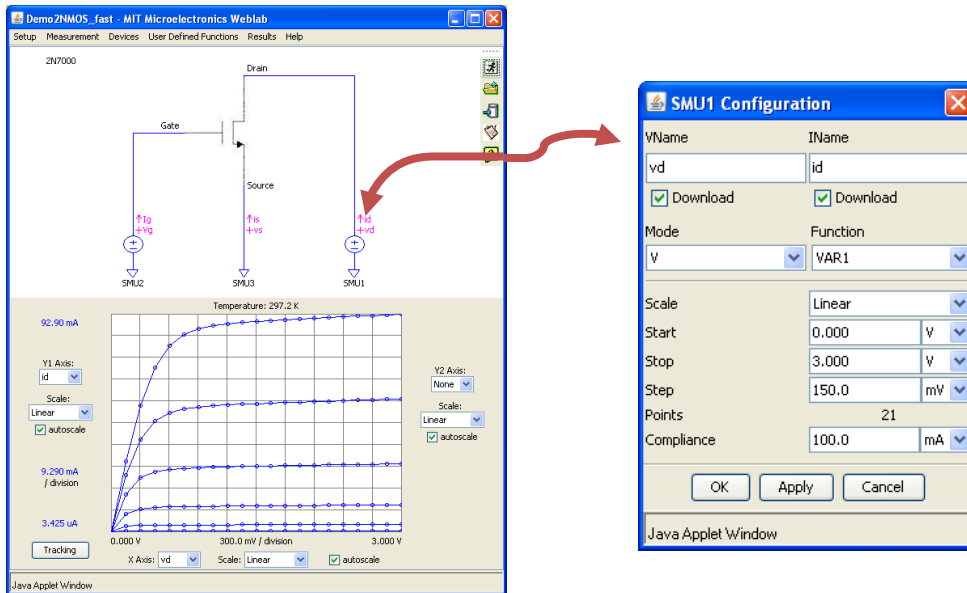 Demo2NMOS_fast - MIT Microelectronics Weblab
Setup Measurement Devices User Defined Functions Results Help
2N7000
Drain
Gate
Source
↑Ig
+Vg
↑is
+vs
↑id
+vd
SMU2
SMU3
SMU1
Temperature: 297.2 K
92.90 mA
Y1 Axis:
id
Scale:
Linear
autoscale
9.290 mA
/ division
3.425 uA
Tracking
Y2 Axis:
None
Scale:
Linear
autoscale
0.000 V 300.0 mV / division 3.000 V
X Axis: vd Scale: Linear autoscale
Java Applet Window
SMU1 Configuration
VName IName
vd id
Download Download
Mode Function
V VAR1
Scale Linear
Start 0.000 V
Stop 3.000 V
Step 150.0 mV
Points 21
Compliance 100.0 mA
OK Apply Cancel
Java Applet Window